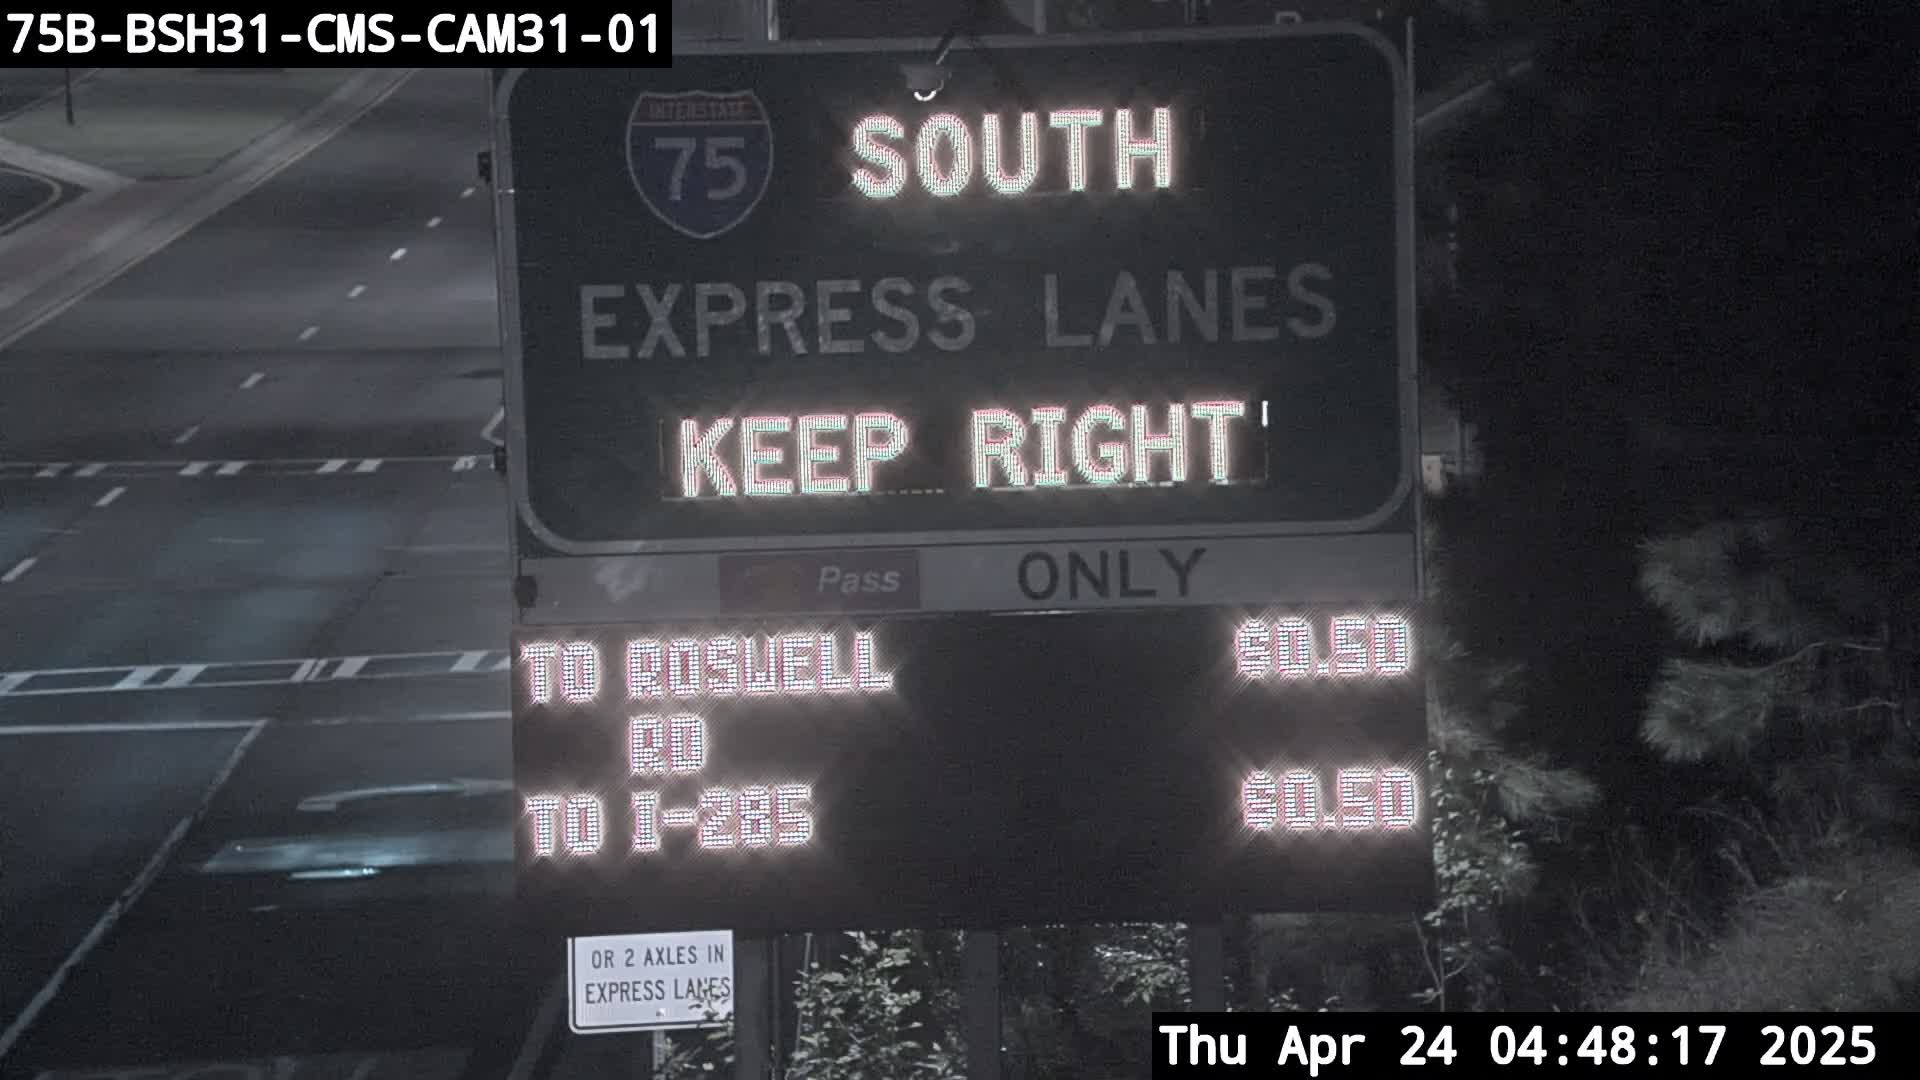 75B-BSH31-CMS-CAM31-01
INTERSTATE
75
SOUTH
EXPRESS LANES
KEEP RIGHT
Pass ONLY
TO ROSWELL $0.50
RD
TO I-285 $0.50
OR 2 AXLES IN
EXPRESS LANES
Thu Apr 24 04:48:17 2025